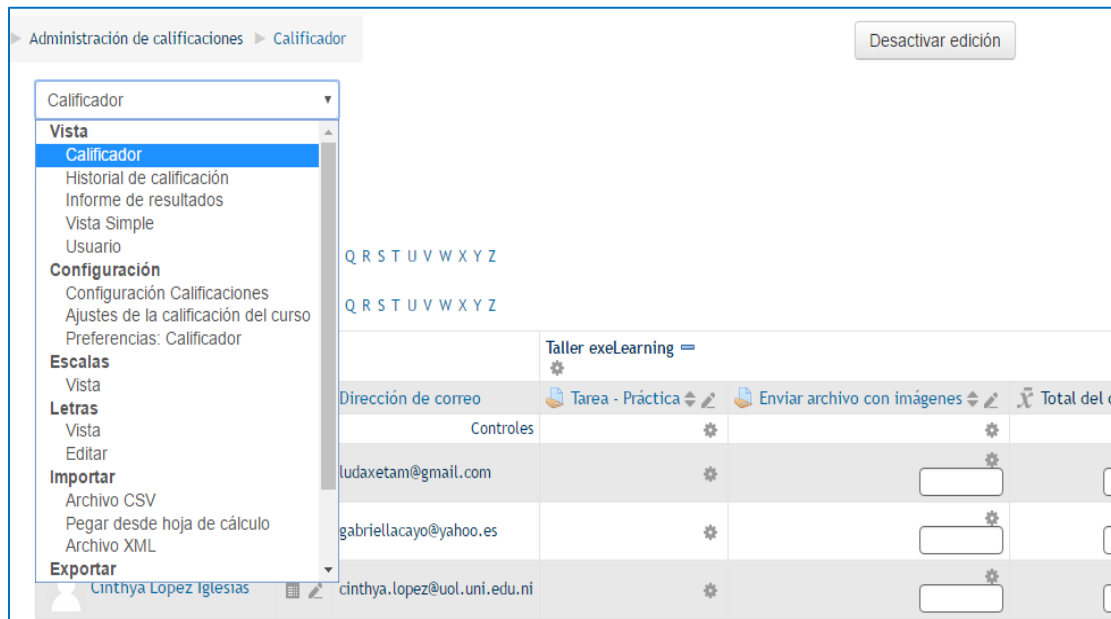 Administración de calificaciones Calificador
Desactivar edición
Calificador
Vista
Calificador
Historial de calificación
Informe de resultados
Vista Simple
Usuario
Configuración
Configuración Calificaciones
Ajustes de la calificación del curso
Preferencias: Calificador
Escalas
Vista
Letras
Vista
Editar
Importar
Archivo CSV
Pegar desde hoja de cálculo
Archivo XML
Exportar
Q R S T U V W X Y Z
Q R S T U V W X Y Z
Taller exeLearning
Dirección de correo Tarea - Práctica Enviar archivo con imágenes x̄ Total del
Controles
ludaxetam@gmail.com
gabriellacayo@yahoo.es
Cinthya Lopez Iglesias cinthya.lopez@uol.uni.edu.ni